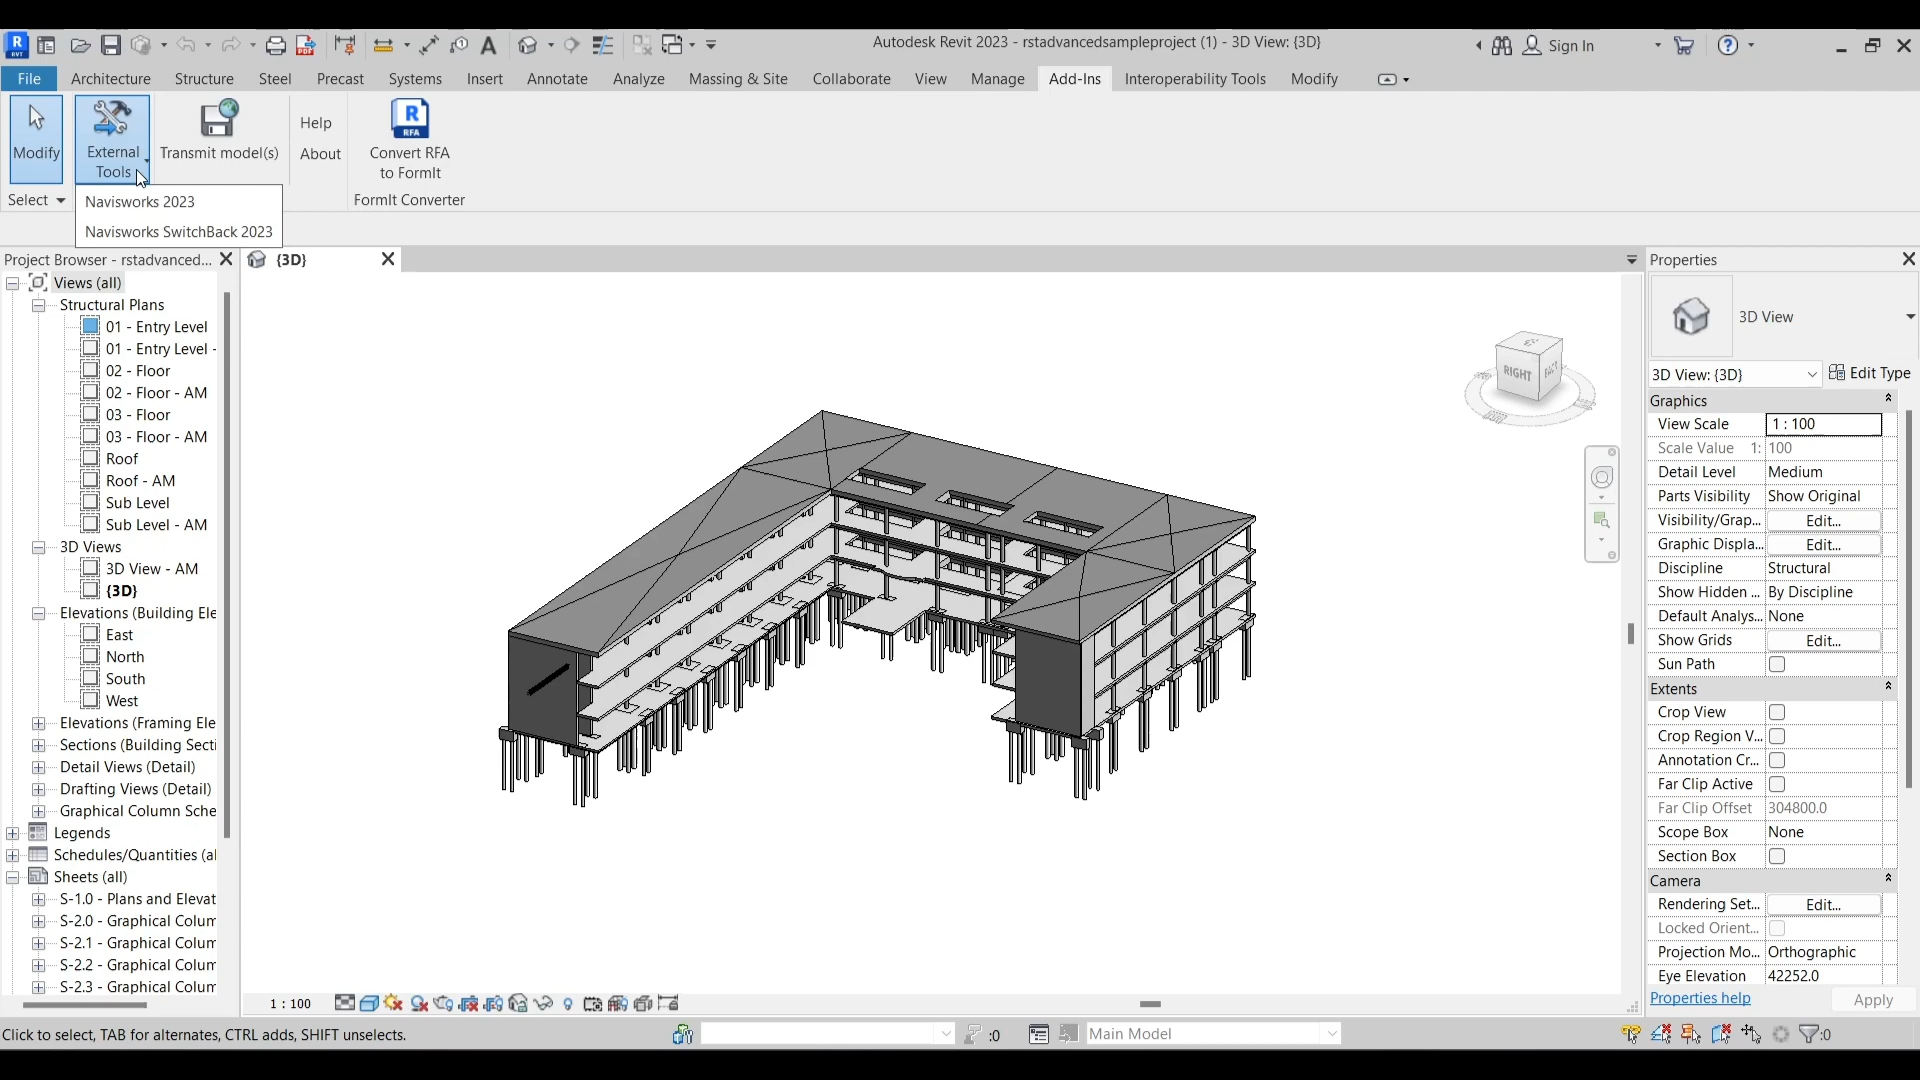 Autodesk Revit 2023 - rstadvancedsampleproject (1) - 3D View: {3D}
Sign In
File
Architecture
Structure
Steel
Precast
Systems
Insert
Annotate
Analyze
Massing & Site
Collaborate
View
Manage
Add-Ins
Interoperability Tools
Modify
Modify
External
Tools
Transmit model(s)
Help
About
Convert RFA
to FormIt
Select
FormIt Converter
Navisworks 2023
Navisworks SwitchBack 2023
Project Browser - rstadvanced...
Views (all)
Structural Plans
01 - Entry Level
01 - Entry Level -
02 - Floor
02 - Floor - AM
03 - Floor
03 - Floor - AM
Roof
Roof - AM
Sub Level
Sub Level - AM
3D Views
3D View - AM
{3D}
Elevations (Building Ele
East
North
South
West
Elevations (Framing Ele
Sections (Building Secti
Detail Views (Detail)
Drafting Views (Detail)
Graphical Column Sche
Legends
Schedules/Quantities (al
Sheets (all)
S-1.0 - Plans and Elevat
S-2.0 - Graphical Colum
S-2.1 - Graphical Colum
S-2.2 - Graphical Colum
S-2.3 - Graphical Colum
{3D}
RIGHT
Properties
3D View
3D View: {3D}
Edit Type
Graphics
View Scale 1 : 100
Scale Value 1: 100
Detail Level Medium
Parts Visibility Show Original
Visibility/Grap... Edit...
Graphic Displa... Edit...
Discipline Structural
Show Hidden ... By Discipline
Default Analys... None
Show Grids Edit...
Sun Path
Extents
Crop View
Crop Region V...
Annotation Cr...
Far Clip Active
Far Clip Offset 304800.0
Scope Box None
Section Box
Camera
Rendering Set... Edit...
Locked Orient...
Projection Mo... Orthographic
Eye Elevation 42252.0
Properties help
Apply
1 : 100
Click to select, TAB for alternates, CTRL adds, SHIFT unselects.
:0
Main Model
:0